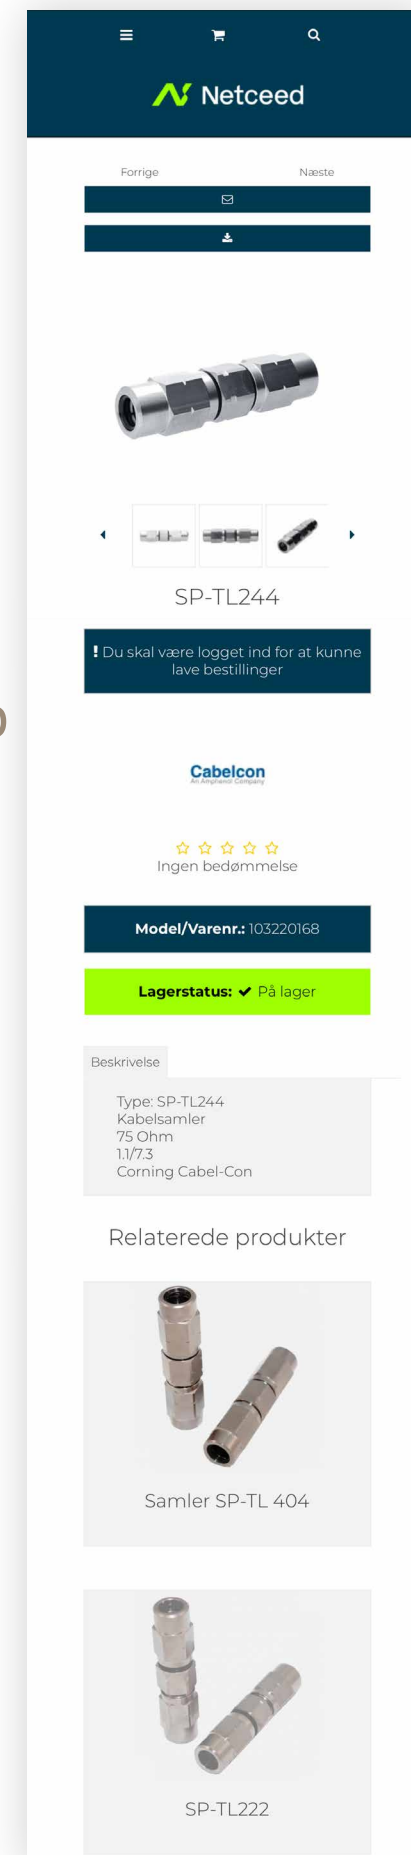 Netceed
Forrige
Næste
SP-TL244
! Du skal være logget ind for at kunne
lave bestillinger
Cabelcon
An Amphenol Company
Ingen bedømmelse
Model/Varenr.: 103220168
Lagerstatus: ✔ På lager
Beskrivelse
Type: SP-TL244
Kabelsamler
75 Ohm
1.1/7.3
Corning Cabel-Con
Relaterede produkter
Samler SP-TL 404
SP-TL222